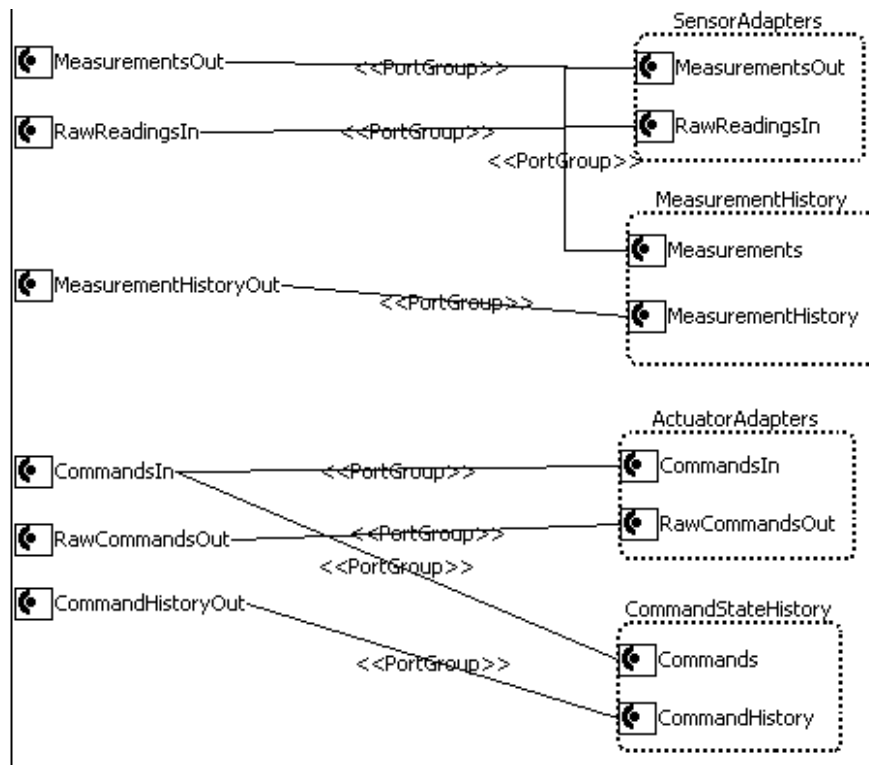 SensorAdapters
MeasurementsOut <<PortGroup>> MeasurementsOut
RawReadingsIn <<PortGroup>> RawReadingsIn
<<PortGroup>>
MeasurementHistory
Measurements
MeasurementHistoryOut <<PortGroup>> MeasurementHistory
ActuatorAdapters
CommandsIn <<PortGroup>> CommandsIn
RawCommandsOut <<PortGroup>> RawCommandsOut
<<PortGroup>>
CommandHistoryOut
CommandStateHistory
<<PortGroup>> Commands
CommandHistory